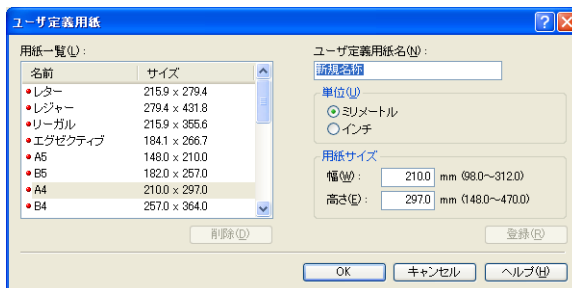 ユーザ定義用紙
用紙一覧(L):
名前 サイズ
レター 215.9 x 279.4
レジャー 279.4 x 431.8
リーガル 215.9 x 355.6
エグゼクティブ 184.1 x 266.7
A5 148.0 x 210.0
B5 182.0 x 257.0
A4 210.0 x 297.0
B4 257.0 x 364.0
削除(D)
ユーザ定義用紙名(N):
新規名称
単位(U)
ミリメートル
インチ
用紙サイズ
幅(W): 210.0 mm (98.0～312.0)
高さ(E): 297.0 mm (148.0～470.0)
登録(R)
OK キャンセル ヘルプ(H)